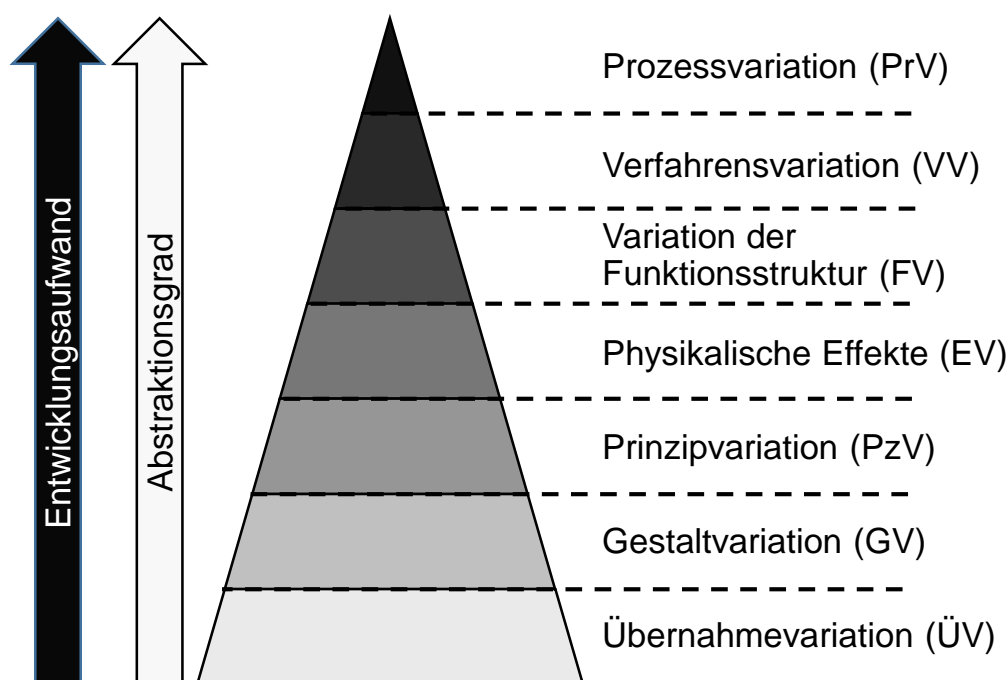 Entwicklungsaufwand
Abstraktionsgrad
Prozessvariation (PrV)
Verfahrensvariation (VV)
Variation der
Funktionsstruktur (FV)
Physikalische Effekte (EV)
Prinzipvariation (PzV)
Gestaltvariation (GV)
Übernahmevariation (ÜV)